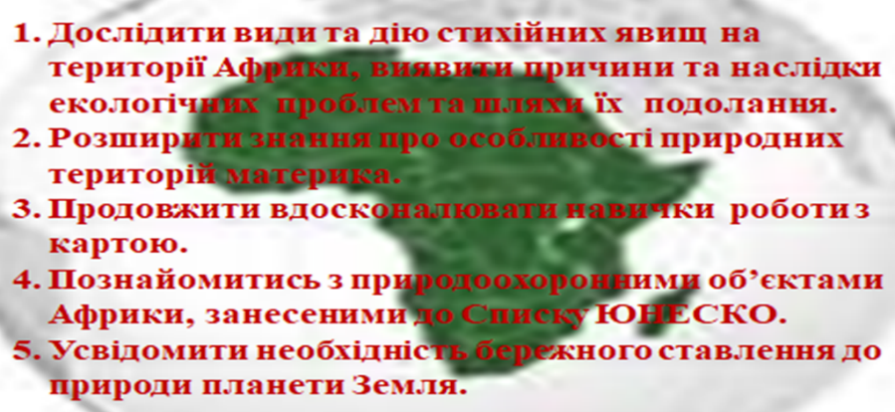 1. Дослідити види та дію стихійних явищ на
території Африки, виявити причини та наслідки
екологічних проблем та шляхи їх подолання.
2. Розширити знання про особливості природних
територій материка.
3. Продовжити вдосконалювати навички роботи з
картою.
4. Познайомитись з природоохоронними об’єктами
Африки, занесеними до Списку ЮНЕСКО.
5. Усвідомити необхідність бережного ставлення до
природи планети Земля.